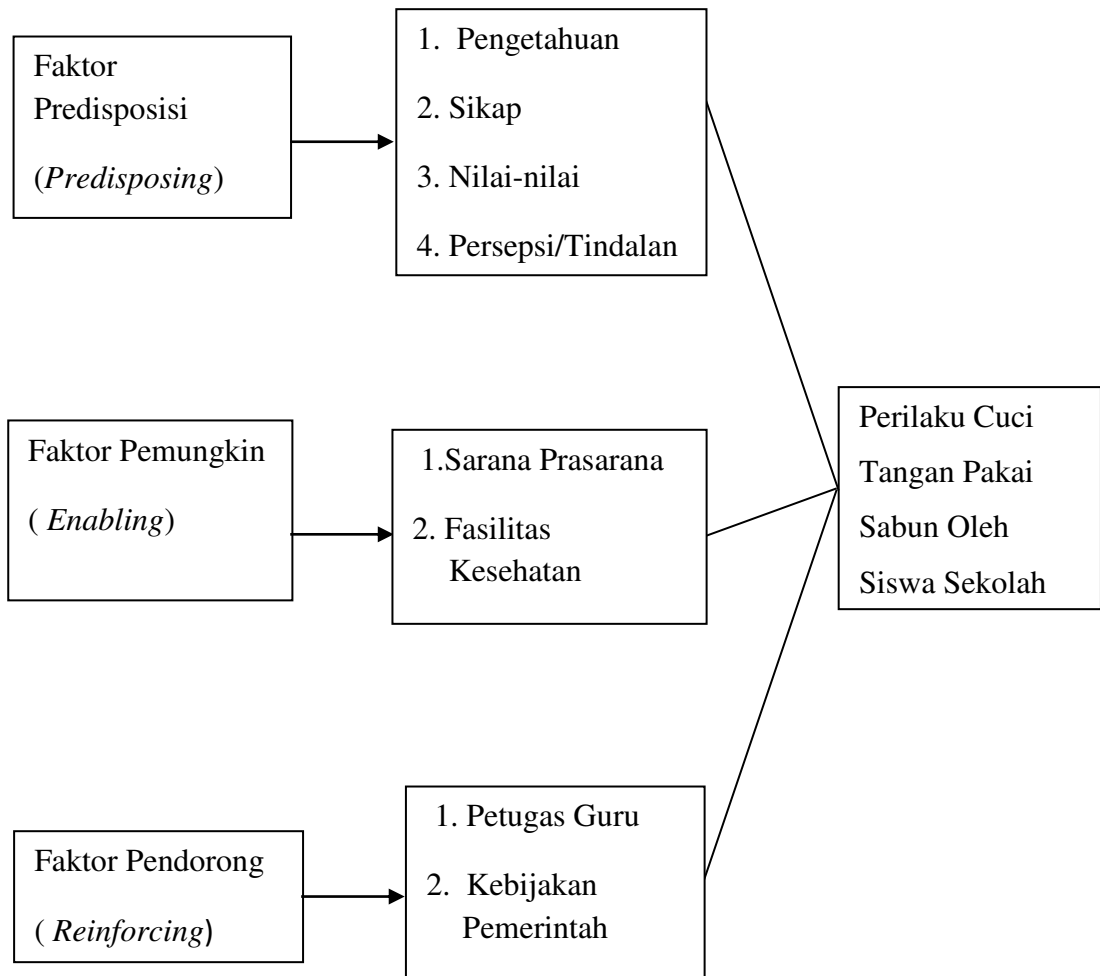 Faktor
Predisposisi
(Predisposing)
1. Pengetahuan
2. Sikap
3. Nilai-nilai
4. Persepsi/Tindalan
Faktor Pemungkin
( Enabling)
1.Sarana Prasarana
2. Fasilitas
Kesehatan
Perilaku Cuci
Tangan Pakai
Sabun Oleh
Siswa Sekolah
Faktor Pendorong
( Reinforcing)
1. Petugas Guru
2. Kebijakan
Pemerintah